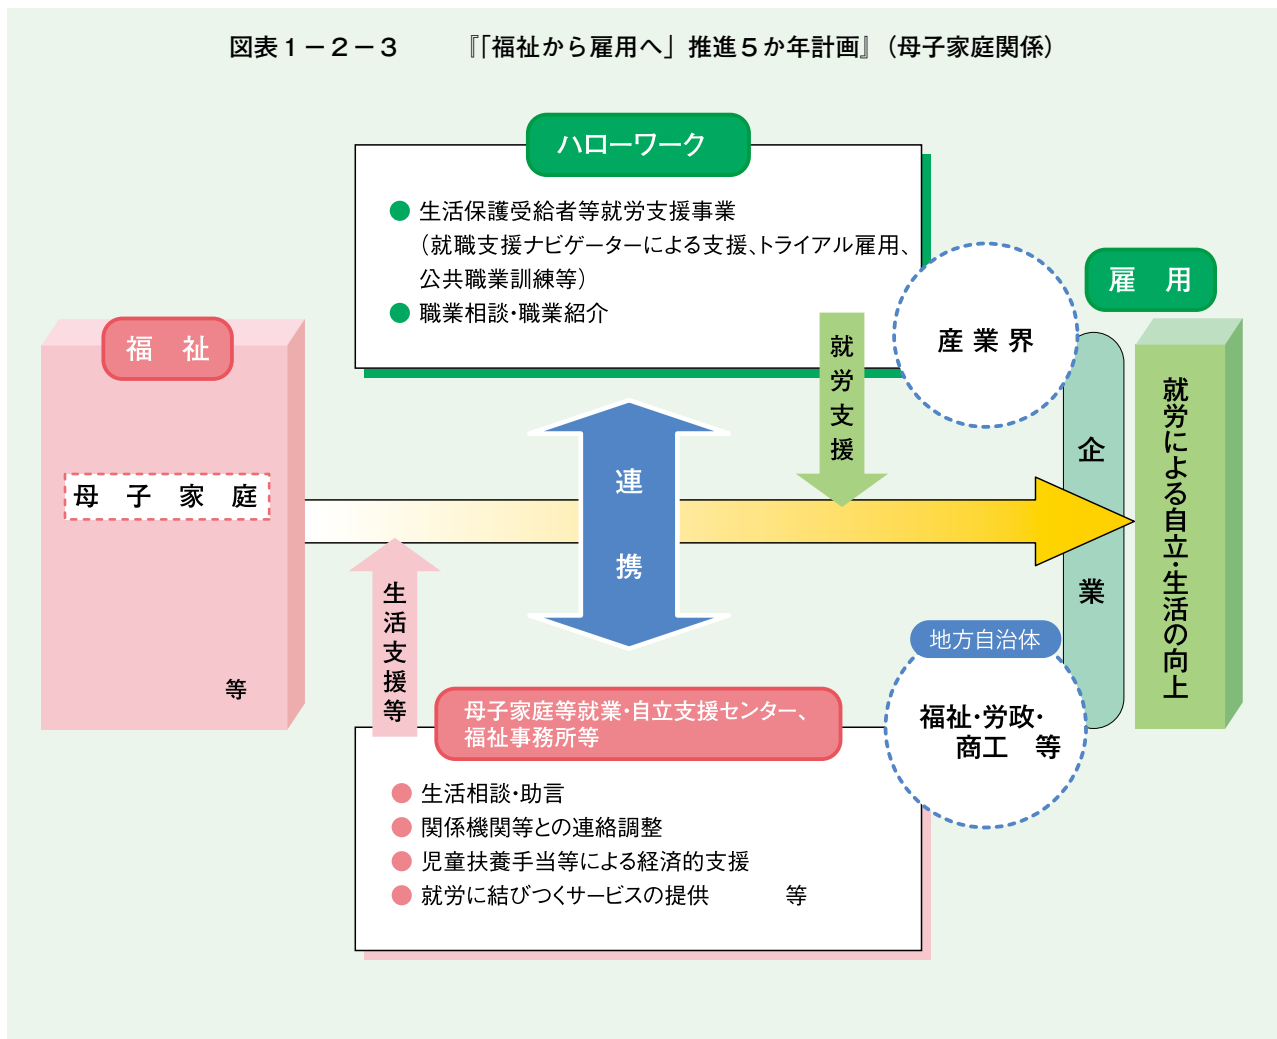 図表１－２－３　『「福祉から雇用へ」推進５か年計画』（母子家庭関係）
ハローワーク
●生活保護受給者等就労支援事業
（就職支援ナビゲーターによる支援、トライアル雇用、
公共職業訓練等）
●職業相談・職業紹介
福　祉
母　子　家　庭
等
就労支援
産業界
雇　用
企　業
就労による自立・生活の向上
連　携
生活支援等
地方自治体
福祉・労政・
商工　等
母子家庭等就業・自立支援センター、
福祉事務所等
●生活相談・助言
●関係機関等との連絡調整
●児童扶養手当等による経済的支援
●就労に結びつくサービスの提供　　　等